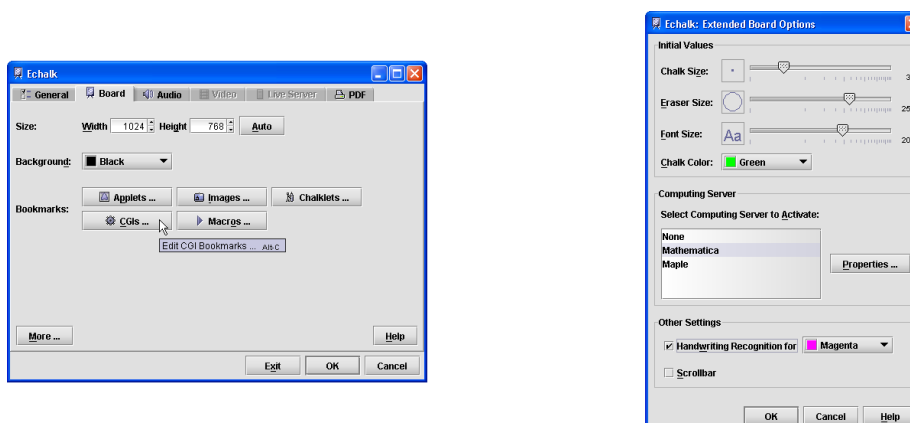 Echalk
General Board Audio Video Live Server PDF
Size: Width 1024 Height 768 Auto
Background: Black
Bookmarks:
Applets ... Images ... Chalklets ...
CGIs ... Macros ...
Edit CGI Bookmarks ... Alt-C
More ... Help
Exit OK Cancel
Echalk: Extended Board Options
Initial Values
Chalk Size: 3
Eraser Size: 25
Font Size: Aa 20
Chalk Color: Green
Computing Server
Select Computing Server to Activate:
None
Mathematica
Maple
Properties ...
Other Settings
Handwriting Recognition for Magenta
Scrollbar
OK Cancel Help